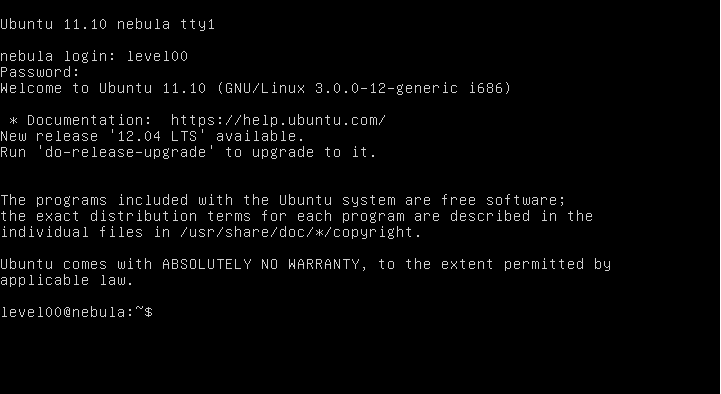 Ubuntu 11.10 nebula tty1
nebula login: level00
Password:
Welcome to Ubuntu 11.10 (GNU/Linux 3.0.0-12-generic i686)
* Documentation:  https://help.ubuntu.com/
New release '12.04 LTS' available.
Run 'do-release-upgrade' to upgrade to it.
The programs included with the Ubuntu system are free software;
the exact distribution terms for each program are described in the
individual files in /usr/share/doc/*/copyright.
Ubuntu comes with ABSOLUTELY NO WARRANTY, to the extent permitted by
applicable law.
level00@nebula:~$